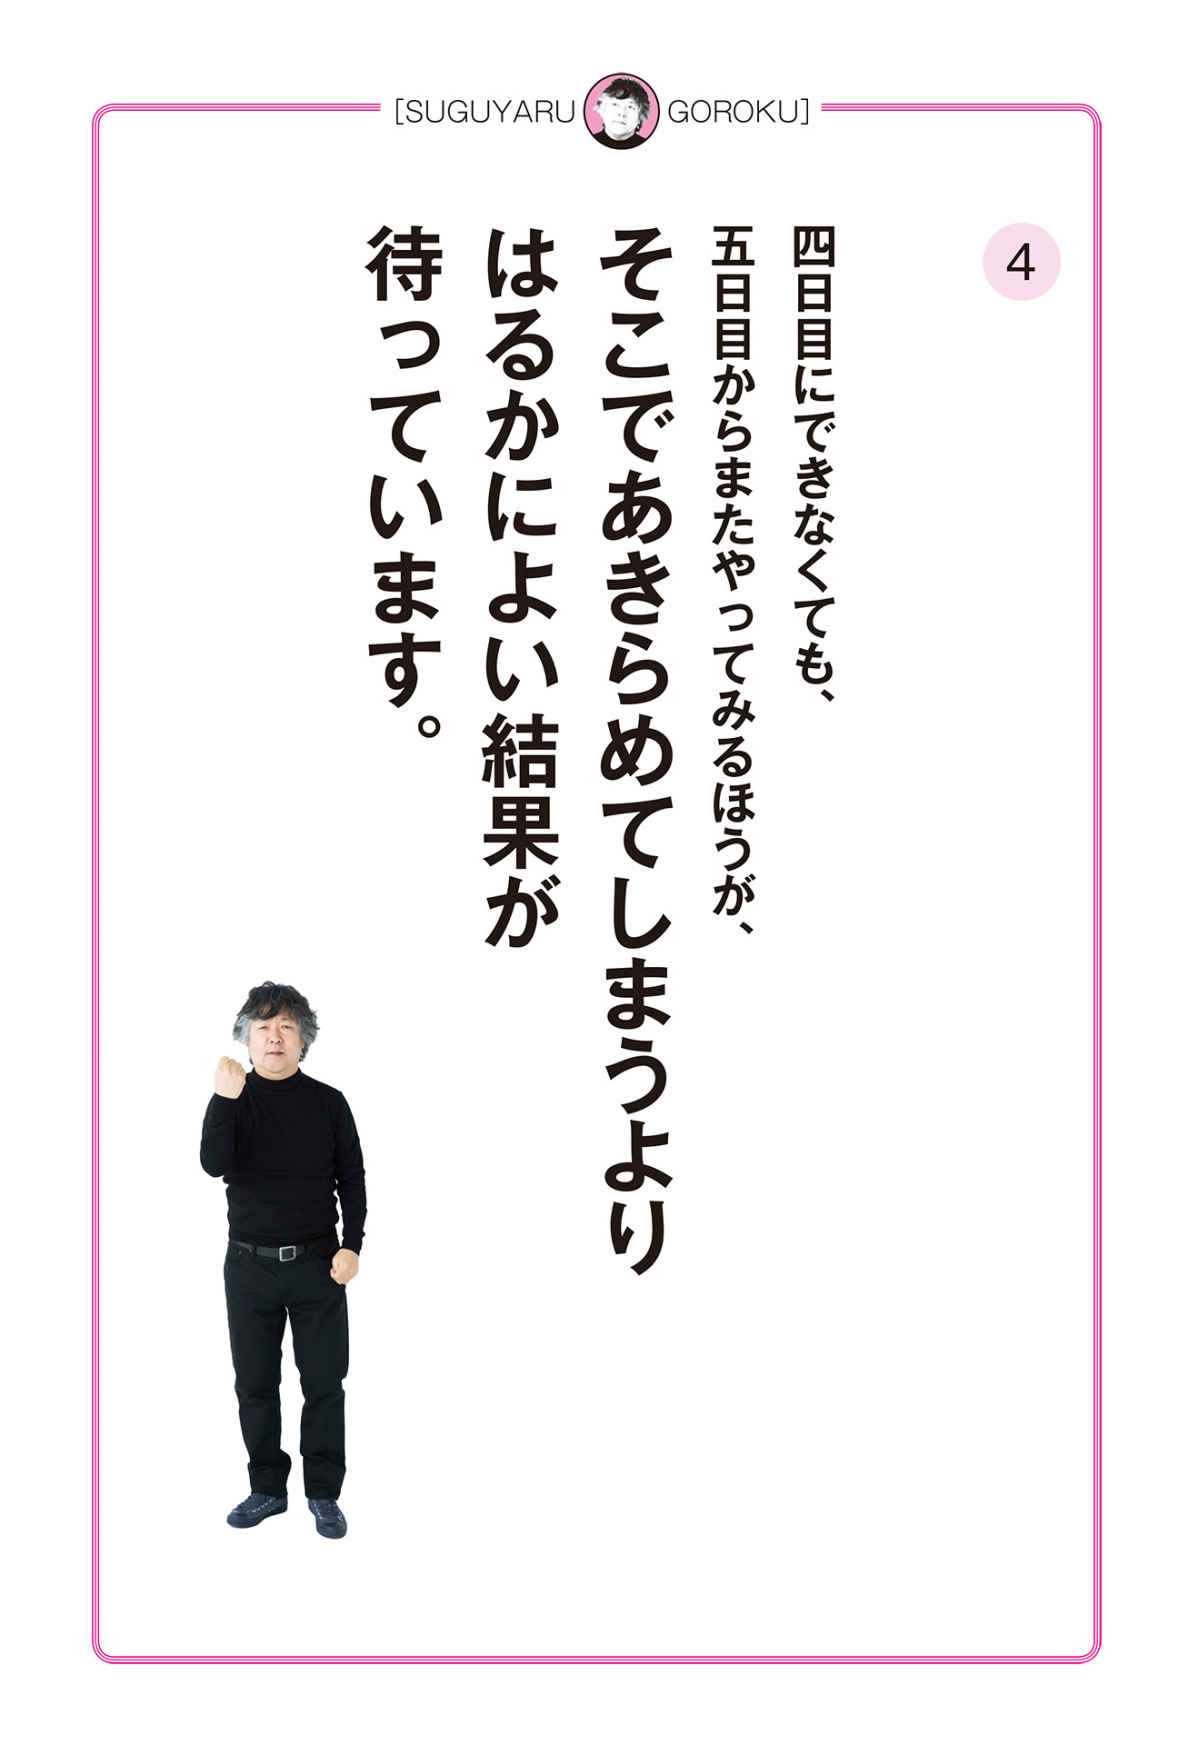 [SUGUYARU GOROKU]
4
四日目にできなくても、
五日目からまたやってみるほうが、
そこであきらめてしまうより
はるかによい結果が
待っています。